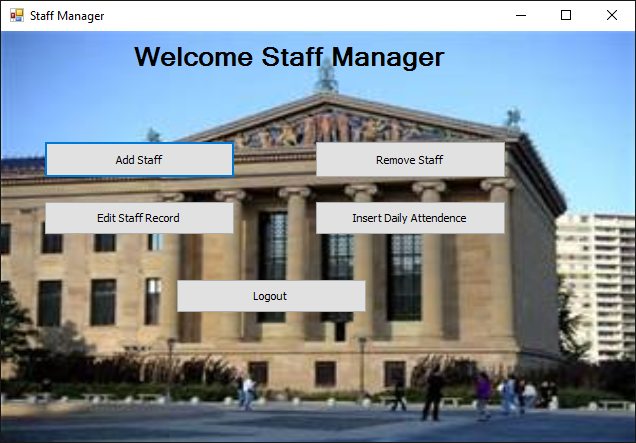 Staff Manager
Welcome Staff Manager
Add Staff
Remove Staff
Edit Staff Record
Insert Daily Attendence
Logout